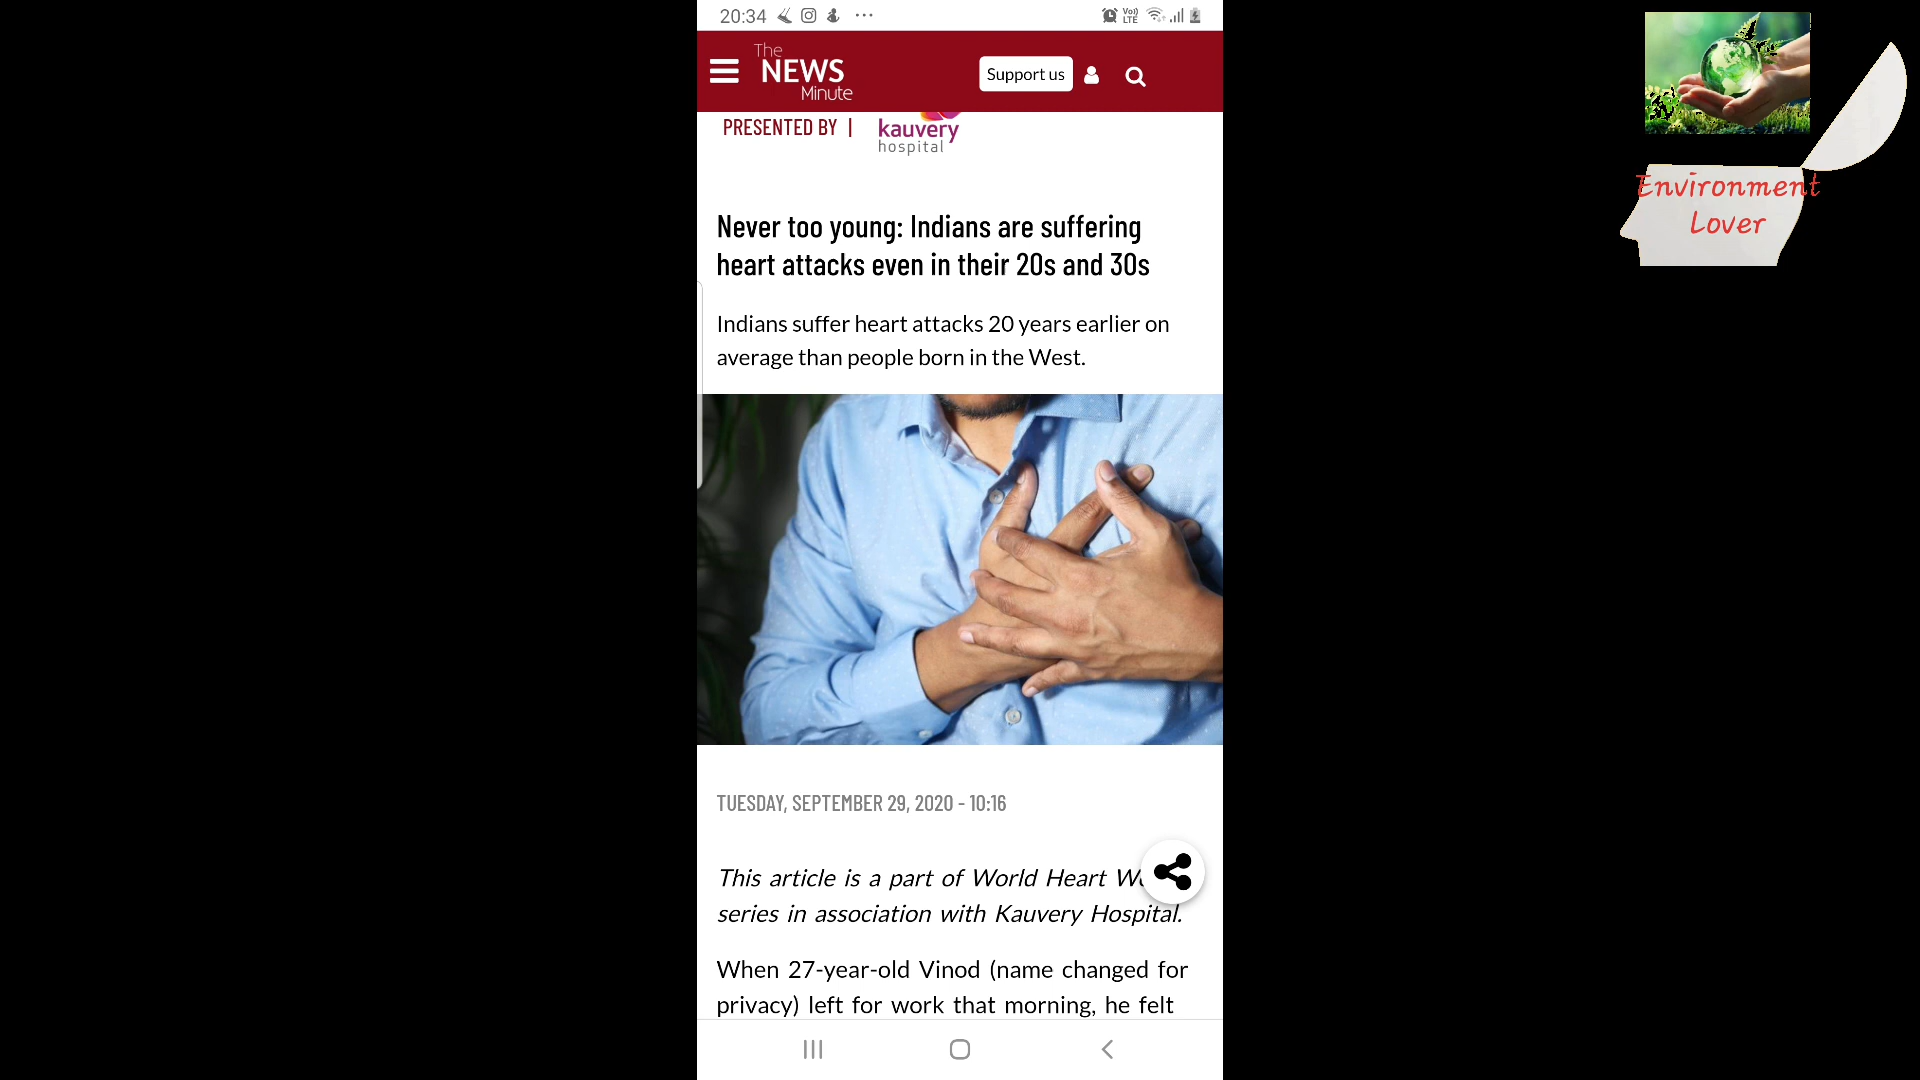 20:34
Vo)) LTE
The
NEWS
Minute
Support us
PRESENTED BY |
kauvery
hospital
Never too young: Indians are suffering
heart attacks even in their 20s and 30s
Indians suffer heart attacks 20 years earlier on
average than people born in the West.
TUESDAY, SEPTEMBER 29, 2020 - 10:16
This article is a part of World Heart
series in association with Kauvery Hospital.
When 27-year-old Vinod (name changed for
privacy) left for work that morning, he felt
Environment
Lover